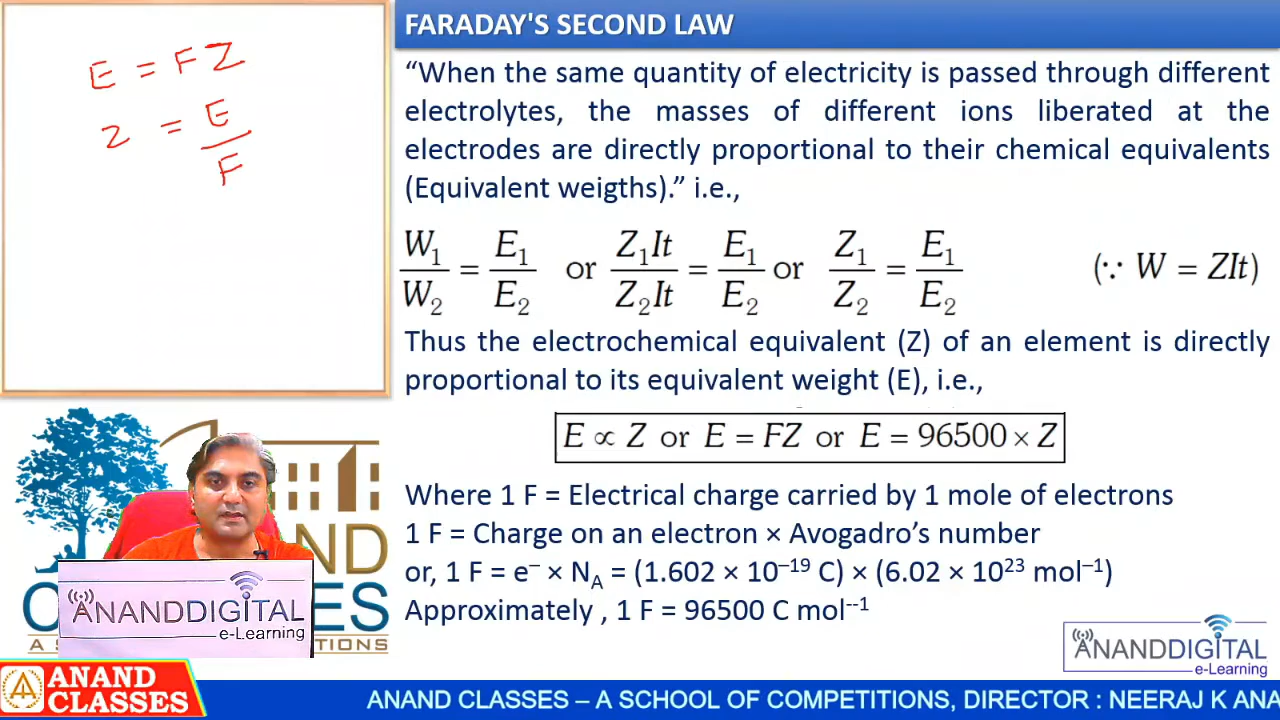 E = FZ
Z = E/F
FARADAY'S SECOND LAW
“When the same quantity of electricity is passed through different
electrolytes, the masses of different ions liberated at the
electrodes are directly proportional to their chemical equivalents
(Equivalent weigths).” i.e.,
W₁/W₂ = E₁/E₂ or Z₁It/Z₂It = E₁/E₂ or Z₁/Z₂ = E₁/E₂ (∵ W = ZIt)
Thus the electrochemical equivalent (Z) of an element is directly
proportional to its equivalent weight (E), i.e.,
E ∝ Z or E = FZ or E = 96500 × Z
Where 1 F = Electrical charge carried by 1 mole of electrons
1 F = Charge on an electron × Avogadro’s number
or, 1 F = e⁻ × N_A = (1.602 × 10⁻¹⁹ C) × (6.02 × 10²³ mol⁻¹)
Approximately , 1 F = 96500 C mol⁻⁻¹
ANANDDIGITAL
e-Learning
ANANDDIGITAL
e-Learning
ANAND
CLASSES
ANAND CLASSES – A SCHOOL OF COMPETITIONS, DIRECTOR : NEERAJ K ANA